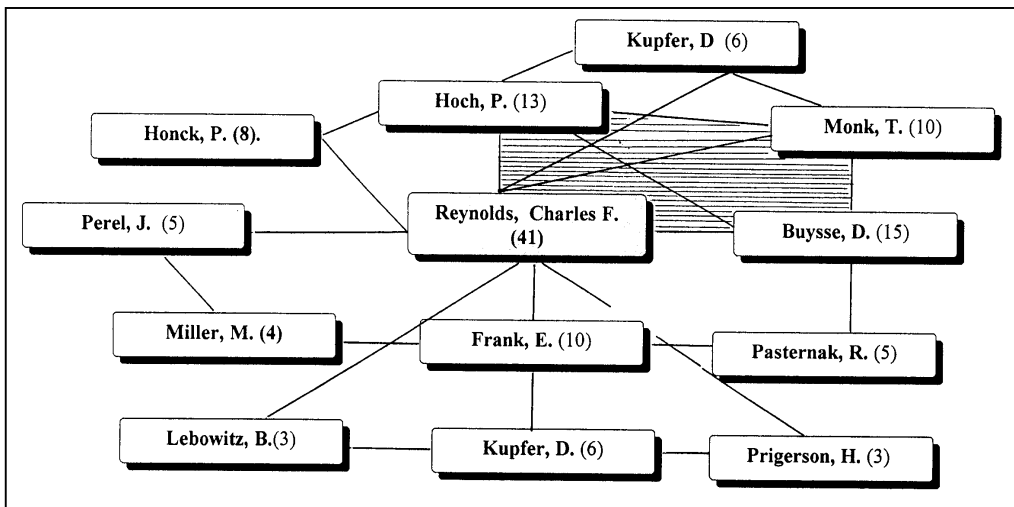 Kupfer, D (6)
Hoch, P. (13)
Honck, P. (8).
Monk, T. (10)
Perel, J. (5)
Reynolds, Charles F.
(41)
Buysse, D. (15)
Miller, M. (4)
Frank, E. (10)
Pasternak, R. (5)
Lebowitz, B.(3)
Kupfer, D. (6)
Prigerson, H. (3)